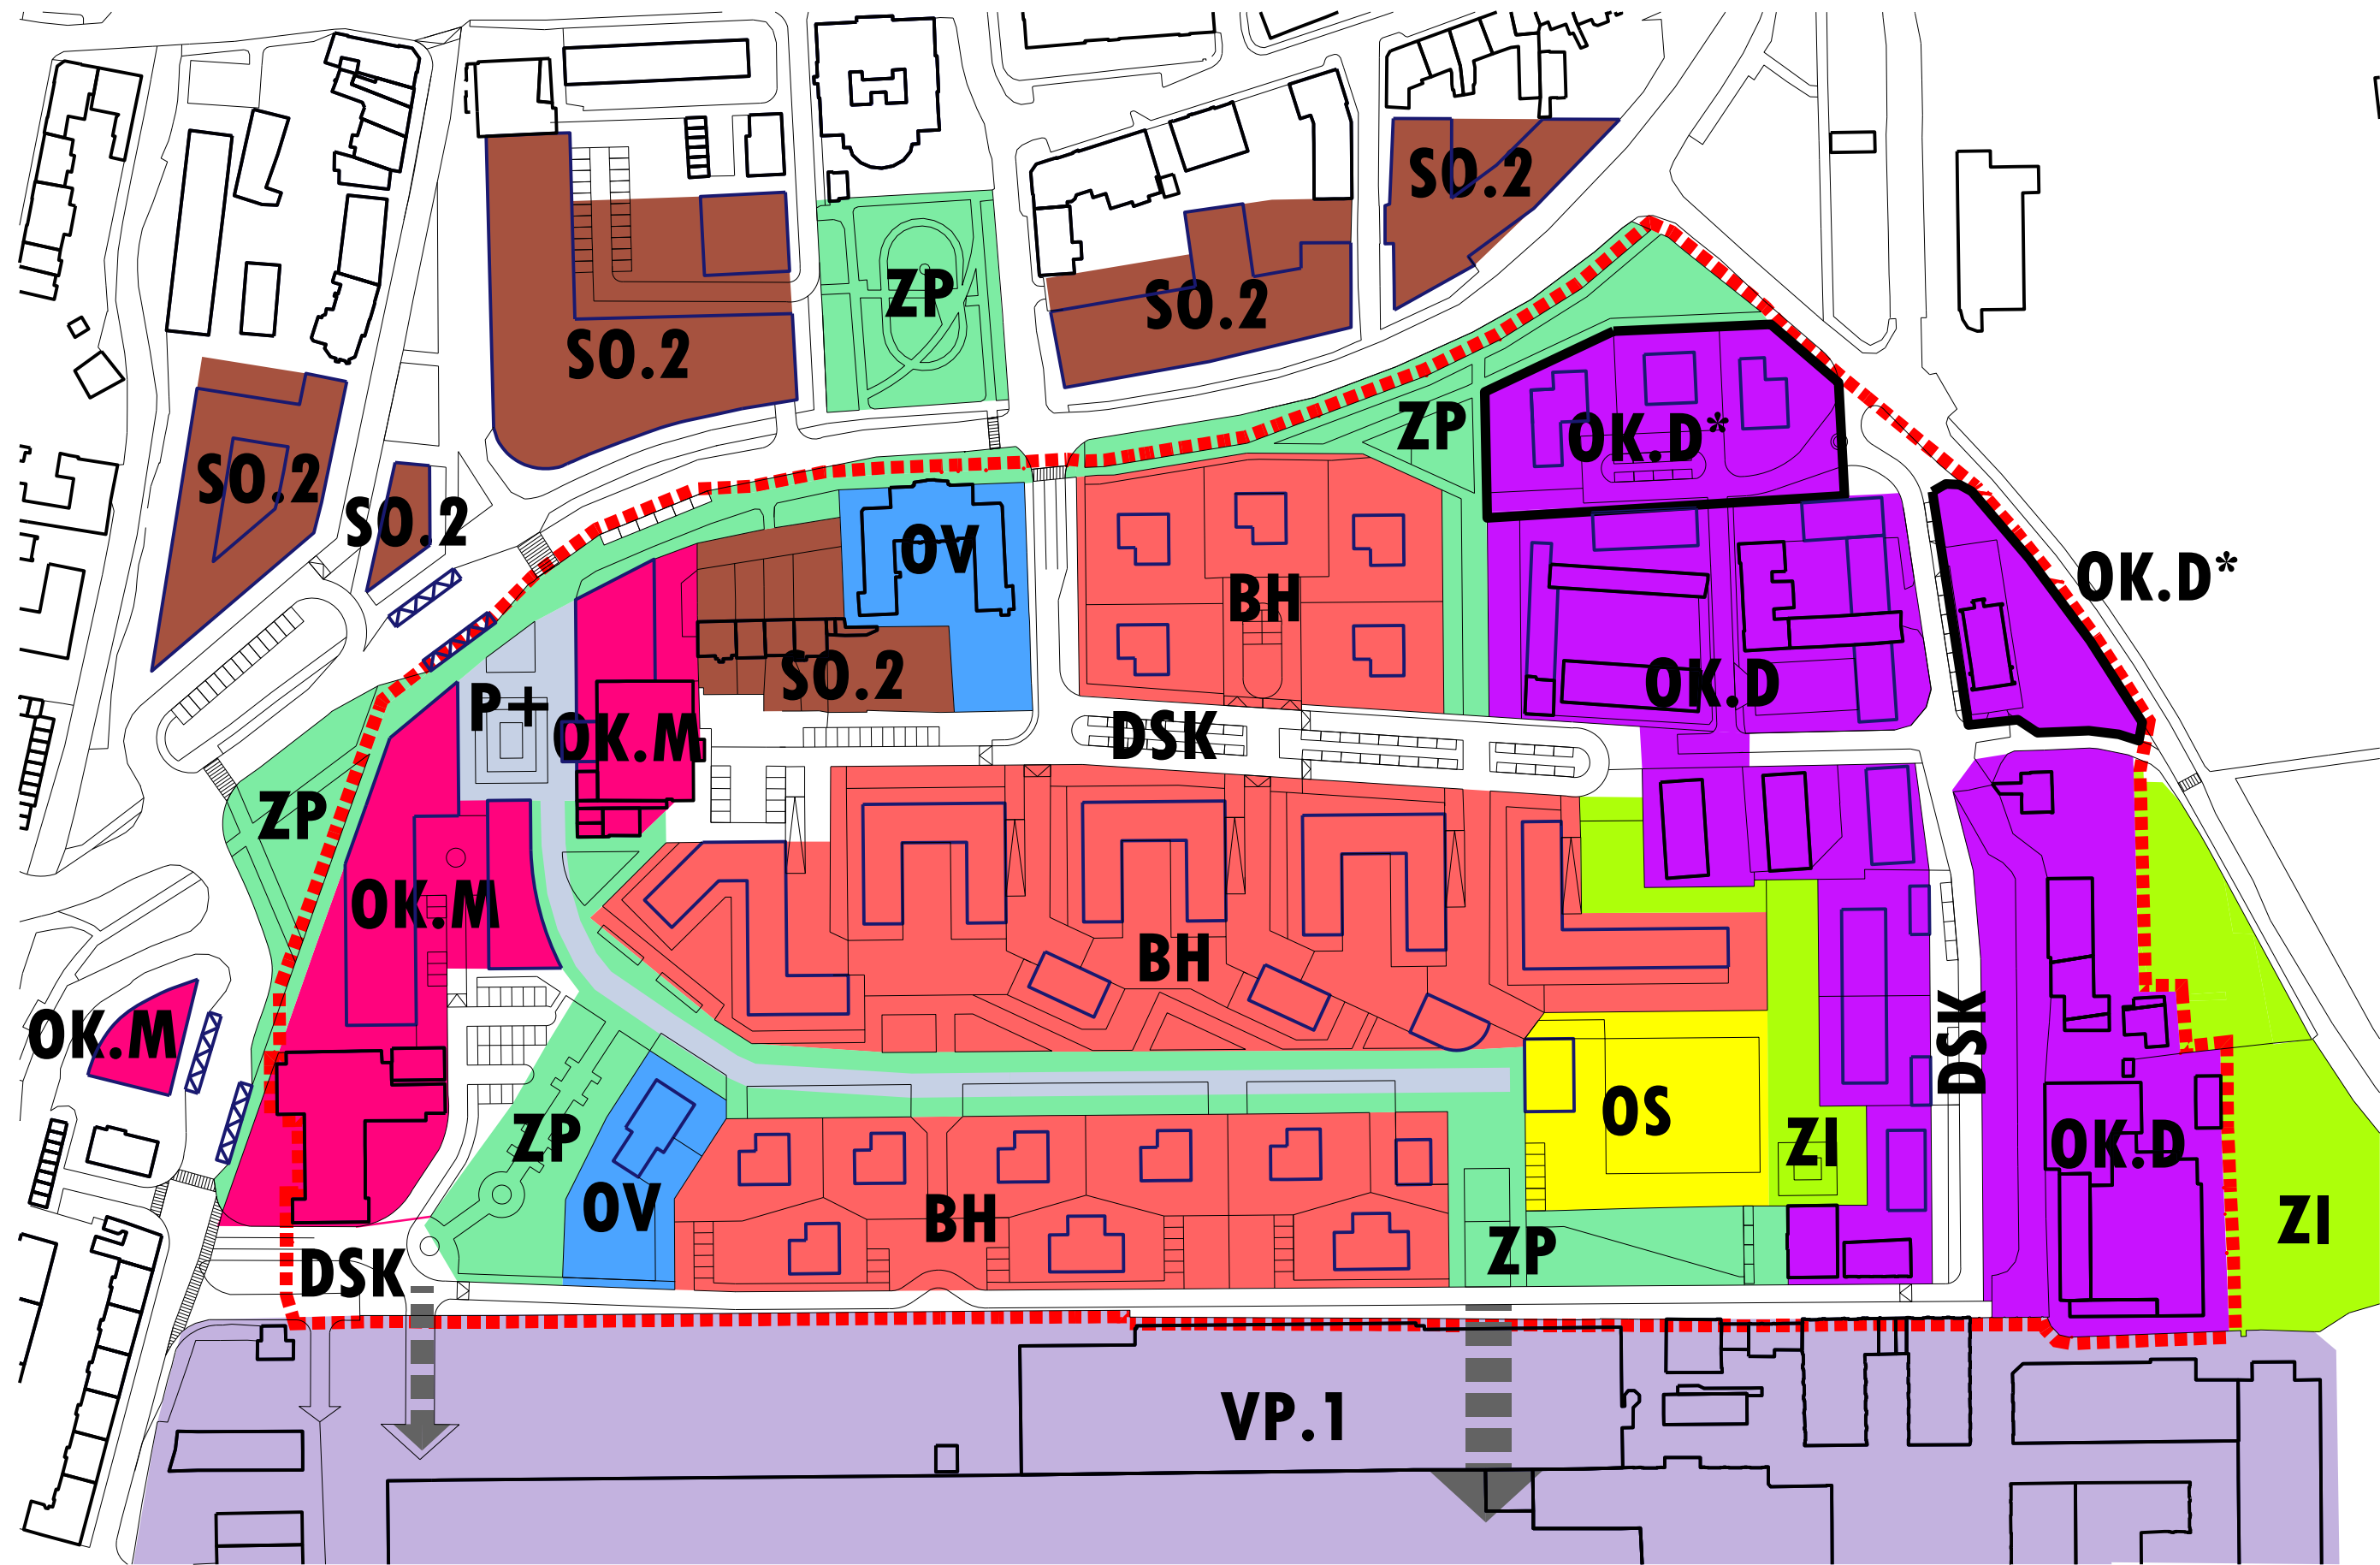 SO.2
ZP
SO.2
SO.2
ZP
OK.D*
SO.2
SO.2
OV
OK.D*
BH
SO.2
OK.D
P+
OK.M
DSK
ZP
OK.M
BH
OK.M
DSK
OS
ZP
ZI
OK.D
OV
BH
ZP
ZI
DSK
VP.1